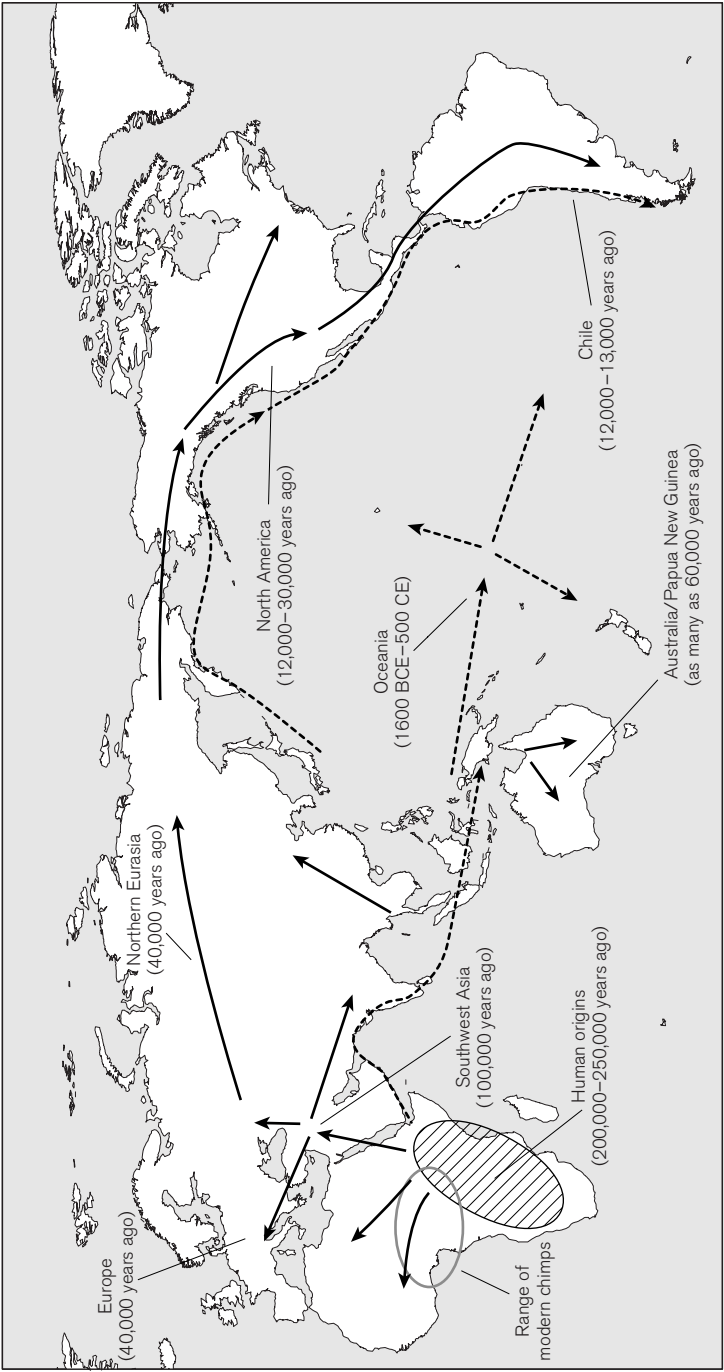 Europe
(40,000 years ago)
Northern Eurasia
(40,000 years ago)
North America
(12,000–30,000 years ago)
Oceania
(1600 BCE–500 CE)
Chile
(12,000–13,000 years ago)
Southwest Asia
(100,000 years ago)
Australia/Papua New Guinea
(as many as 60,000 years ago)
Human origins
(200,000–250,000 years ago)
Range of
modern chimps